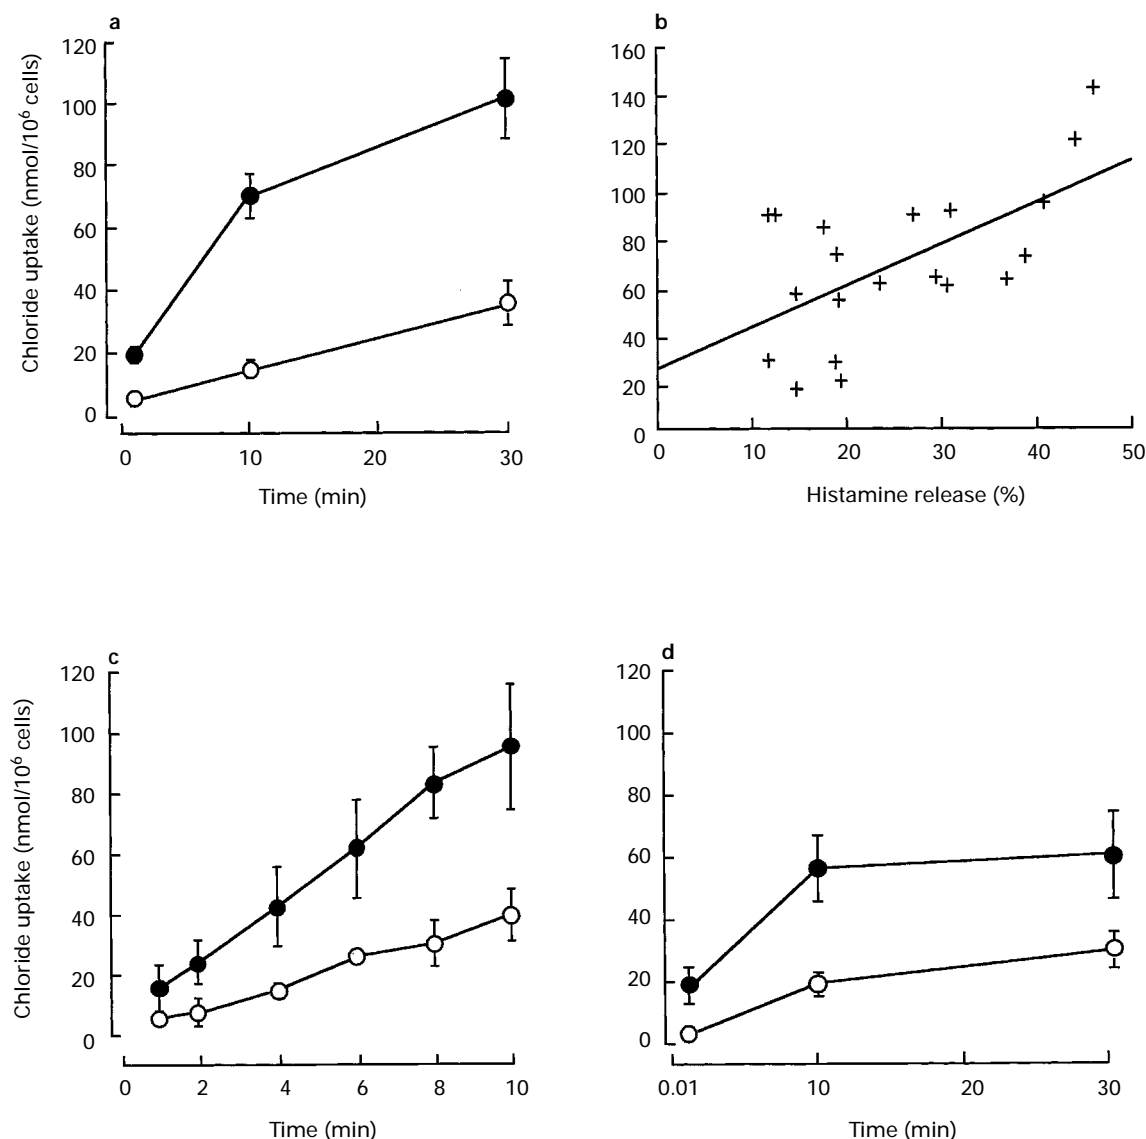 a
Chloride uptake (nmol/10⁶ cells)
120
100
80
60
40
20
0
0 10 20 30
Time (min)
b
160
140
120
100
80
60
40
20
0
0 10 20 30 40 50
Histamine release (%)
c
Chloride uptake (nmol/10⁶ cells)
120
100
80
60
40
20
0
0 2 4 6 8 10
Time (min)
d
120
100
80
60
40
20
0
0.01 10 20 30
Time (min)